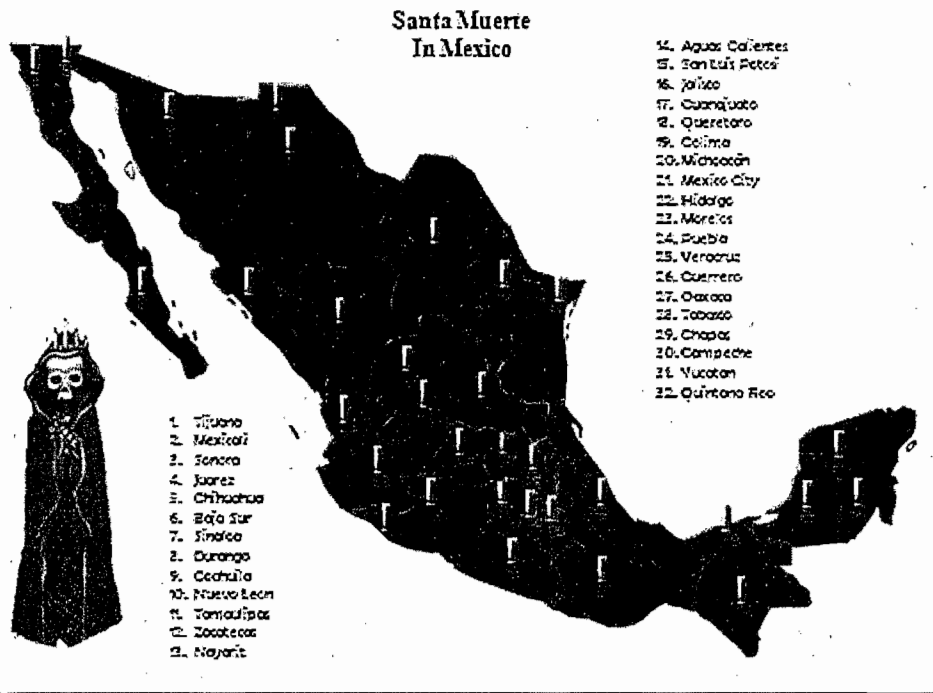 Santa Muerte
In Mexico
14. Aguas Calientes
15. San Luis Potosi
16. Jalisco
17. Guanajuato
18. Queretaro
19. Colima
20. Michoacán
21. Mexico City
22. Hidalgo
23. Morelos
24. Puebla
25. Veracruz
26. Guerrero
27. Oaxaca
28. Tabasco
29. Chapas
30. Campeche
31. Yucatan
32. Quintana Roo
1. Tijuana
2. Mexicali
3. Sonora
4. Juarez
5. Chihuahua
6. Baja Sur
7. Sinaloa
8. Durango
9. Coahuila
10. Nuevo Leon
11. Tamaulipas
12. Zacatecas
13. Nayarit